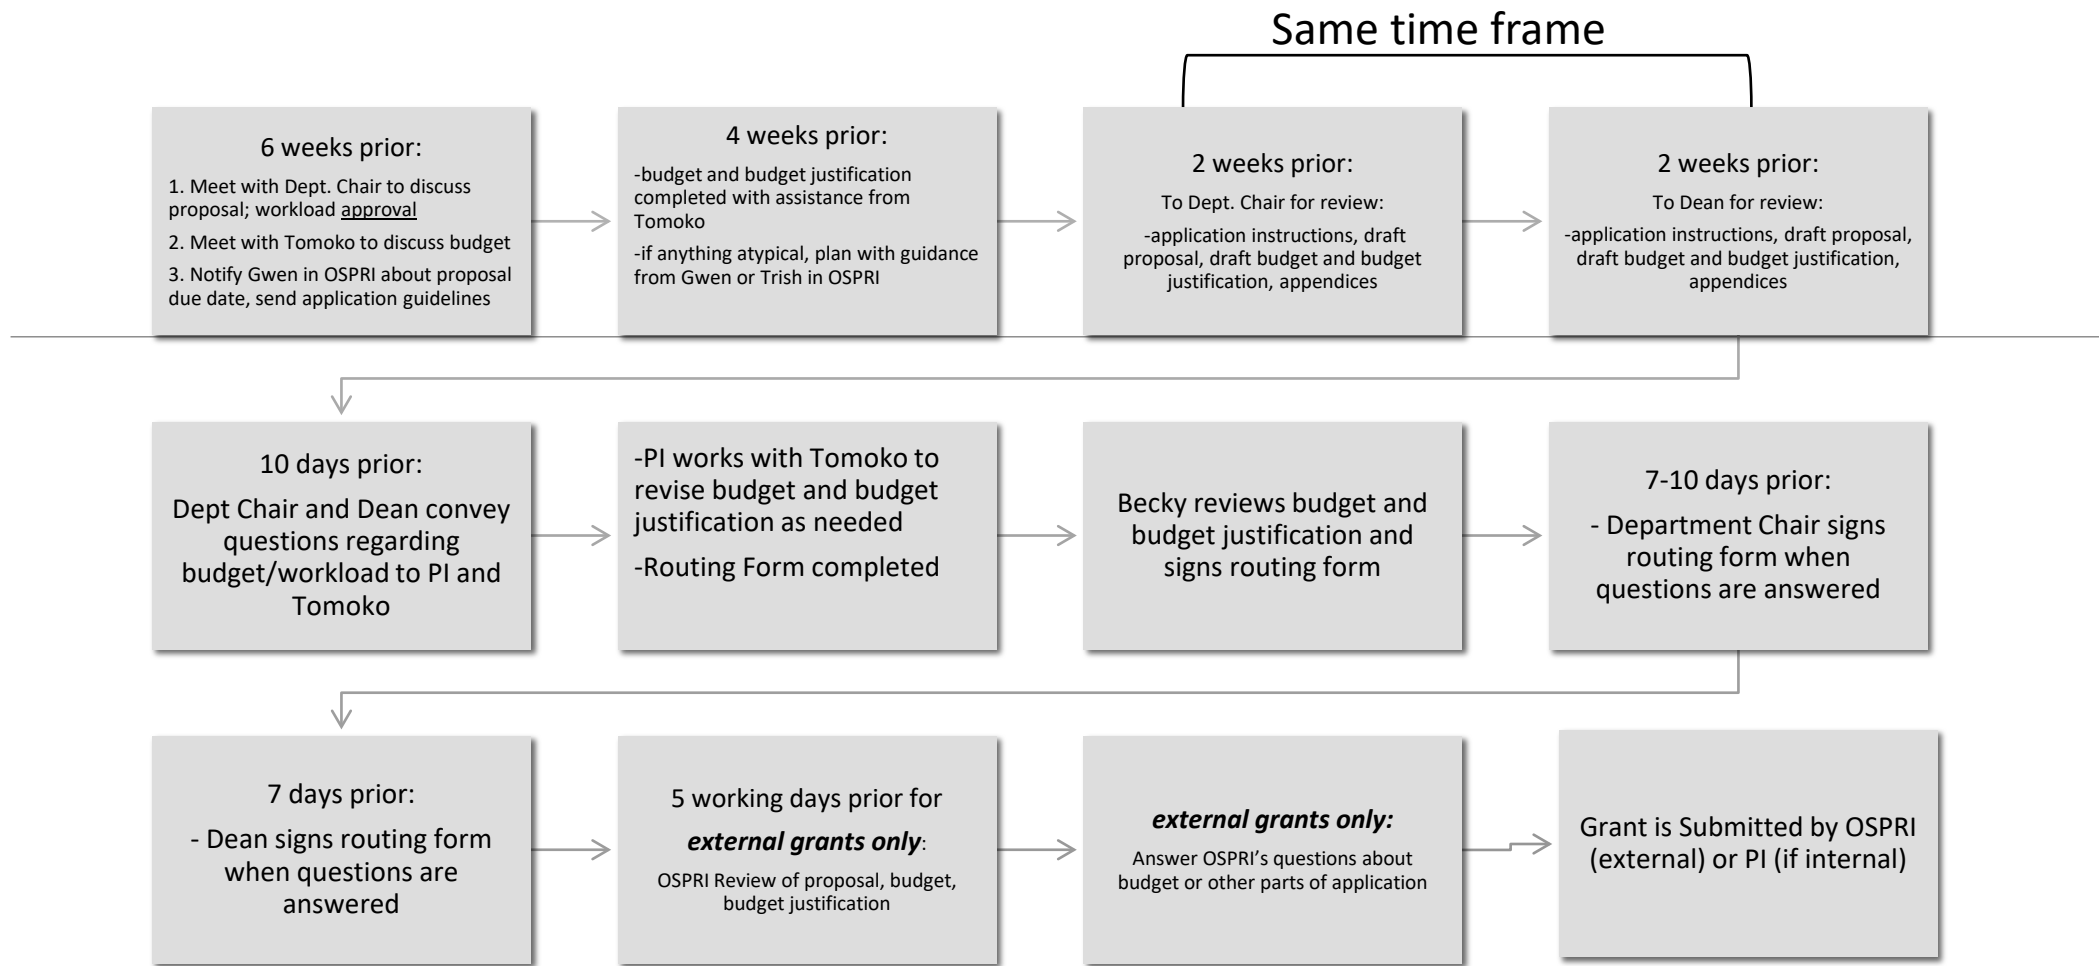 Same time frame
6 weeks prior:
1. Meet with Dept. Chair to discuss
proposal; workload approval
2. Meet with Tomoko to discuss budget
3. Notify Gwen in OSPRI about proposal
due date, send application guidelines
4 weeks prior:
-budget and budget justification
completed with assistance from
Tomoko
-if anything atypical, plan with guidance
from Gwen or Trish in OSPRI
2 weeks prior:
To Dept. Chair for review:
-application instructions, draft
proposal, draft budget and budget
justification, appendices
2 weeks prior:
To Dean for review:
-application instructions, draft proposal,
draft budget and budget justification,
appendices
10 days prior:
Dept Chair and Dean convey
questions regarding
budget/workload to PI and
Tomoko
-PI works with Tomoko to
revise budget and budget
justification as needed
-Routing Form completed
Becky reviews budget and
budget justification and
signs routing form
7-10 days prior:
- Department Chair signs
routing form when
questions are answered
7 days prior:
- Dean signs routing form
when questions are
answered
5 working days prior for
external grants only:
OSPRI Review of proposal, budget,
budget justification
external grants only:
Answer OSPRI’s questions about
budget or other parts of application
Grant is Submitted by OSPRI
(external) or PI (if internal)